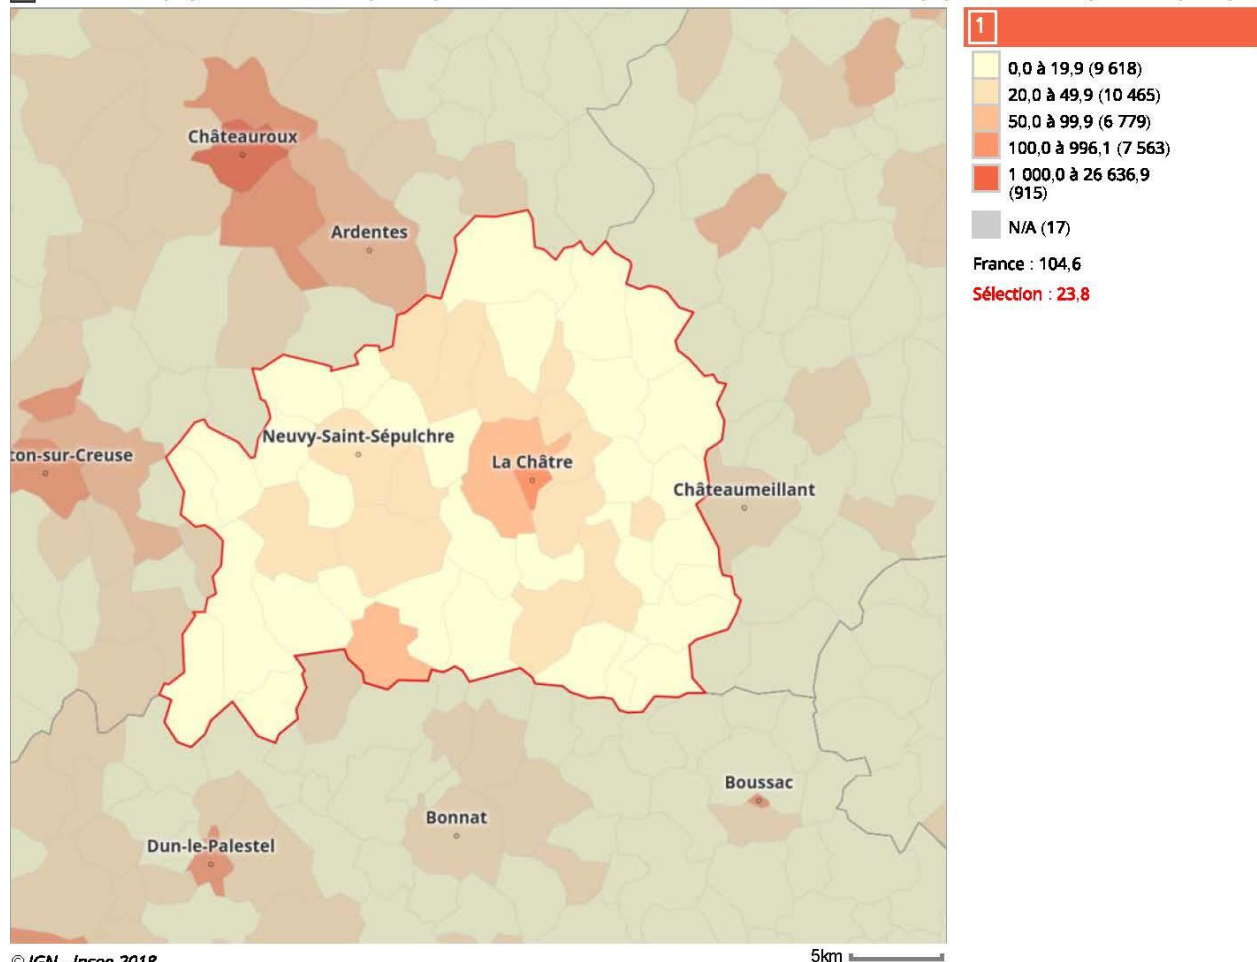 1
0,0 à 19,9 (9 618)
20,0 à 49,9 (10 465)
50,0 à 99,9 (6 779)
100,0 à 996,1 (7 563)
1 000,0 à 26 636,9
(915)
N/A (17)
France : 104,6
Sélection : 23,8
Châteauroux
Ardentes
Neuvy-Saint-Sépulchre
ton-sur-Creuse
La Châtre
Châteaumeillant
Boussac
Bonnat
Dun-le-Palestel
5km
© IGN - Insee 2018